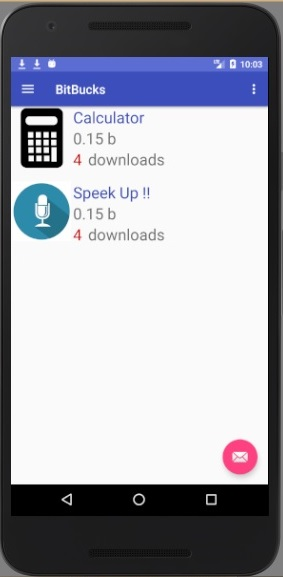 10:03
BitBucks
Calculator
0.15 b
4 downloads
Speek Up !!
0.15 b
4 downloads